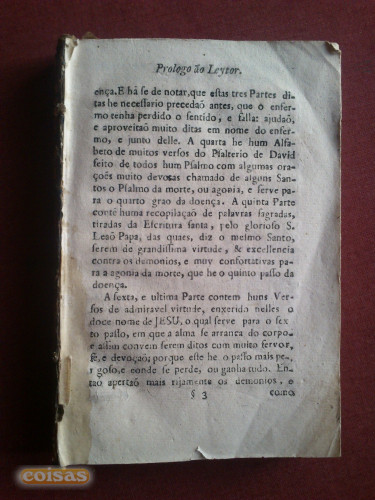 Prologo ao Leytor.
ença. E há se de notar, que estas tres Partes di-
tas he necessario precedaõ antes, que o enfer-
mo tenha perdido o sentido, e falla: ajudaõ,
e aproveitaõ muito ditas em nome do enfer-
mo, e junto delle. A quarta he hum Alfa-
beto de muitos versos do Psalterio de David
feito de todos hum Psalmo com algumas ora-
çoẽs muito devotas chamado de alguns San-
tos o Psalmo da morte, ou agonia, e serve pa-
ra o quarto grao da doença. A quinta Parte
contẽ huma recopilaçaõ de palavras sagradas,
tiradas da Escritura santa, pelo glorioso S.
Leaõ Papa, das quaes, diz o mesmo Santo,
serem de grandissima virtude, & excellencia
contra os demonios, e muy confortativas pa-
ra a agonia da morte, que he o quinto passo da
doença.
A sexta, e ultima Parte contem huns Ver-
sos de admiravel virtude, enxerido nelles o
doce nome de JESU, o qual serve para o sex-
to passo, em que a alma se arranca do corpo,
e assim convem serem ditos com muito fervor,
fé, e devoçaõ; porque este he o passo mais pe-
rigoso, e aonde se perde, ou ganha tudo. En-
taõ apertaõ mais rijamente os demonios, e
§ 3
como
coisas